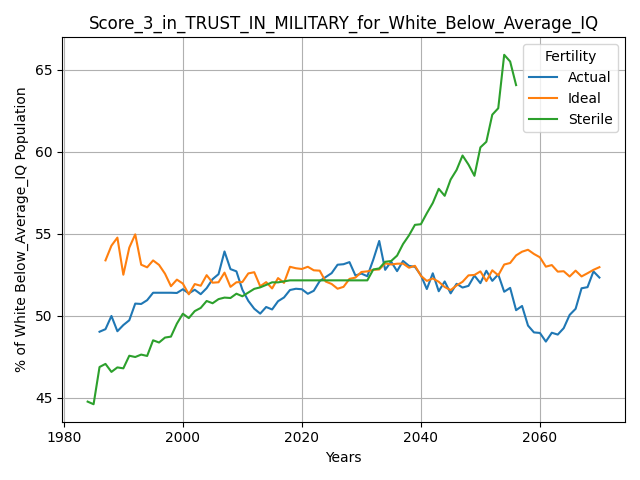 Score_3_in_TRUST_IN_MILITARY_for_White_Below_Average_IQ
% of White Below_Average_IQ Population
65
60
55
50
45
Fertility
Actual
Ideal
Sterile
1980
2000
2020
2040
2060
Years